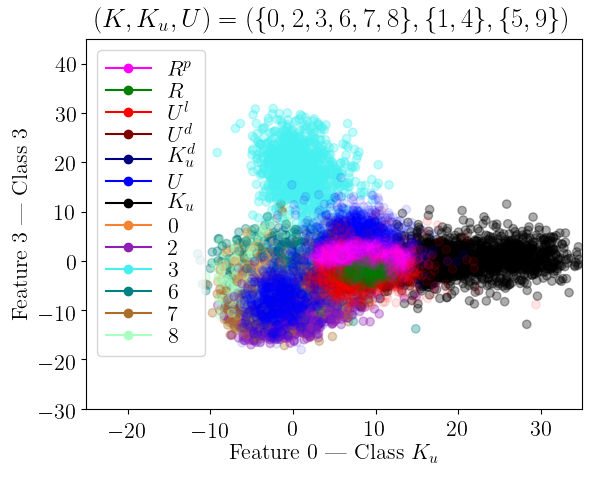 (K, K_u, U) = ({0, 2, 3, 6, 7, 8}, {1, 4}, {5, 9})
R^p
R
U^l
U^d
K_u^d
U
K_u
0
2
3
6
7
8
40
30
20
10
0
−10
−20
−30
Feature 3 — Class 3
−20
−10
0
10
20
30
Feature 0 — Class K_u